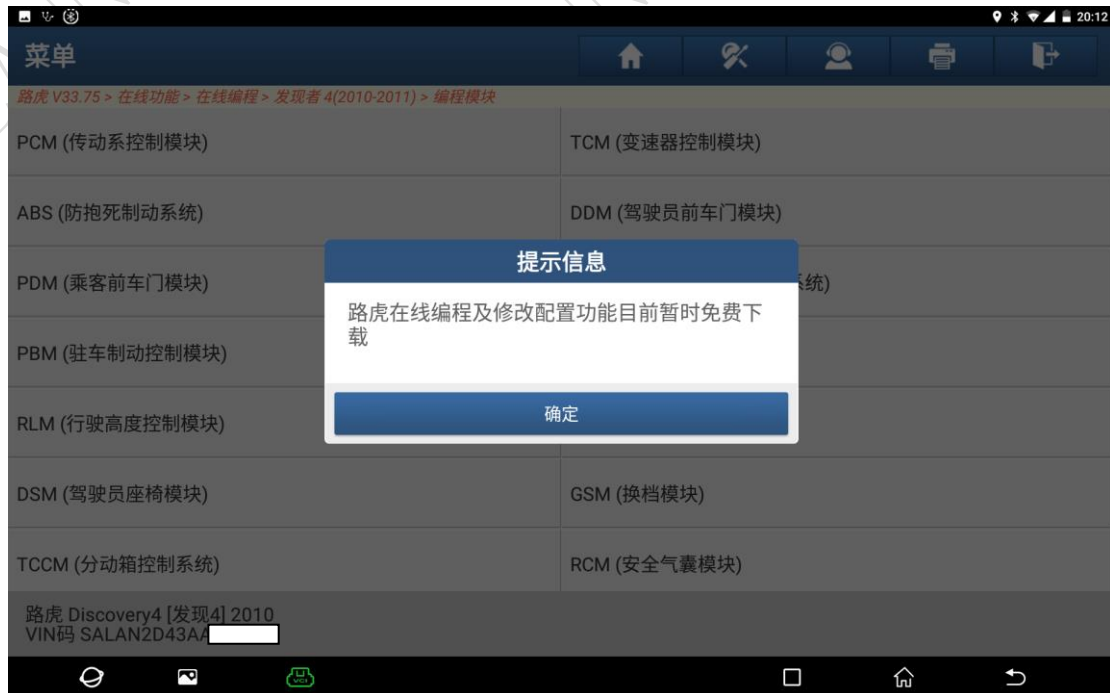 20:12
菜单
路虎 V33.75 > 在线功能 > 在线编程 > 发现者 4(2010-2011) > 编程模块
PCM (传动系控制模块)
TCM (变速器控制模块)
ABS (防抱死制动系统)
DDM (驾驶员前车门模块)
PDM (乘客前车门模块)
系统)
PBM (驻车制动控制模块)
RLM (行驶高度控制模块)
提示信息
路虎在线编程及修改配置功能目前暂时免费下
载
确定
DSM (驾驶员座椅模块)
GSM (换档模块)
TCCM (分动箱控制系统)
RCM (安全气囊模块)
路虎 Discovery4 [发现4] 2010
VIN码 SALAN2D43AA
VCI